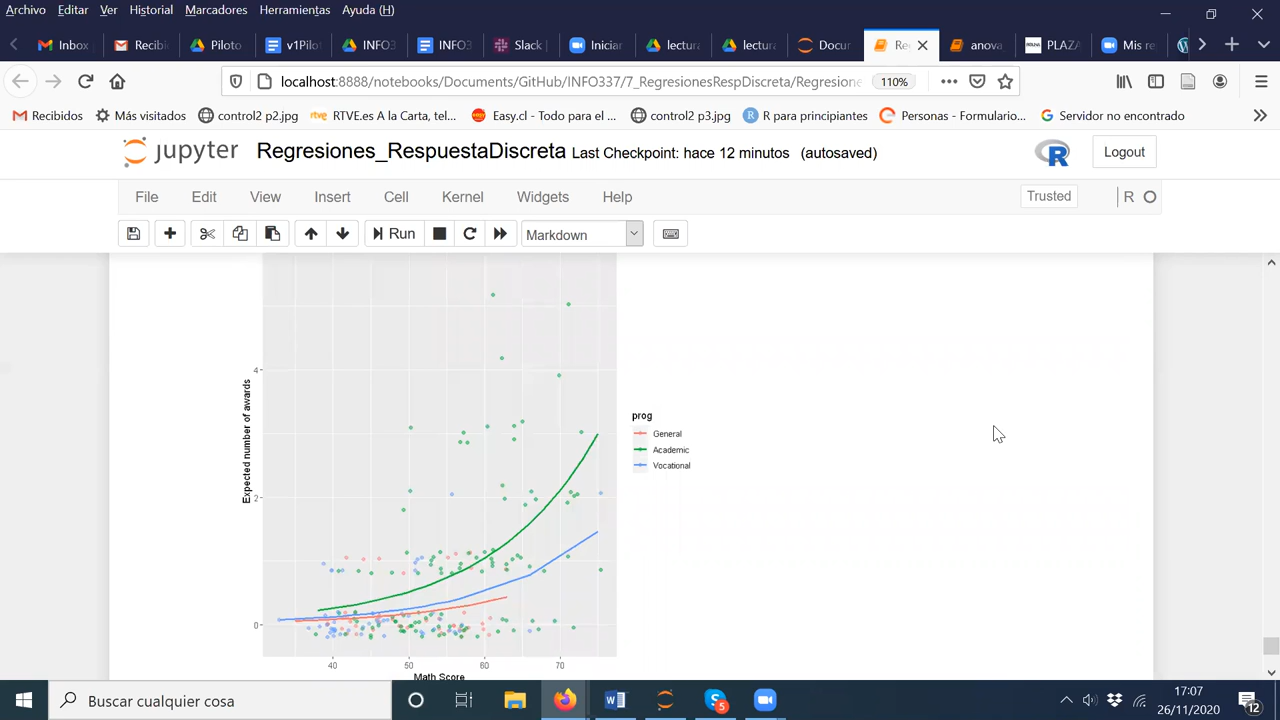 Archivo Editar Ver Historial Marcadores Herramientas Ayuda (H)
Inbox Recibi Piloto v1Pilo INFO3 INFO3 Slack Iniciar lectura lectura Docur Re anova PLAZA Mis re
localhost:8888/notebooks/Documents/GitHub/INFO337/7_RegresionesRespDiscreta/Regresione 110%
Recibidos Más visitados control2 p2.jpg RTVE.es A la Carta, tel... Easy.cl - Todo para el ... control2 p3.jpg R para principiantes Personas - Formulario... Servidor no encontrado
jupyter Regresiones_RespuestaDiscreta Last Checkpoint: hace 12 minutos (autosaved) Logout
File Edit View Insert Cell Kernel Widgets Help Trusted R
Run Markdown
Expected number of awards
4
2
0
40 50 60 70
Math Score
prog
General
Academic
Vocational
Buscar cualquier cosa
5
17:07
26/11/2020
12